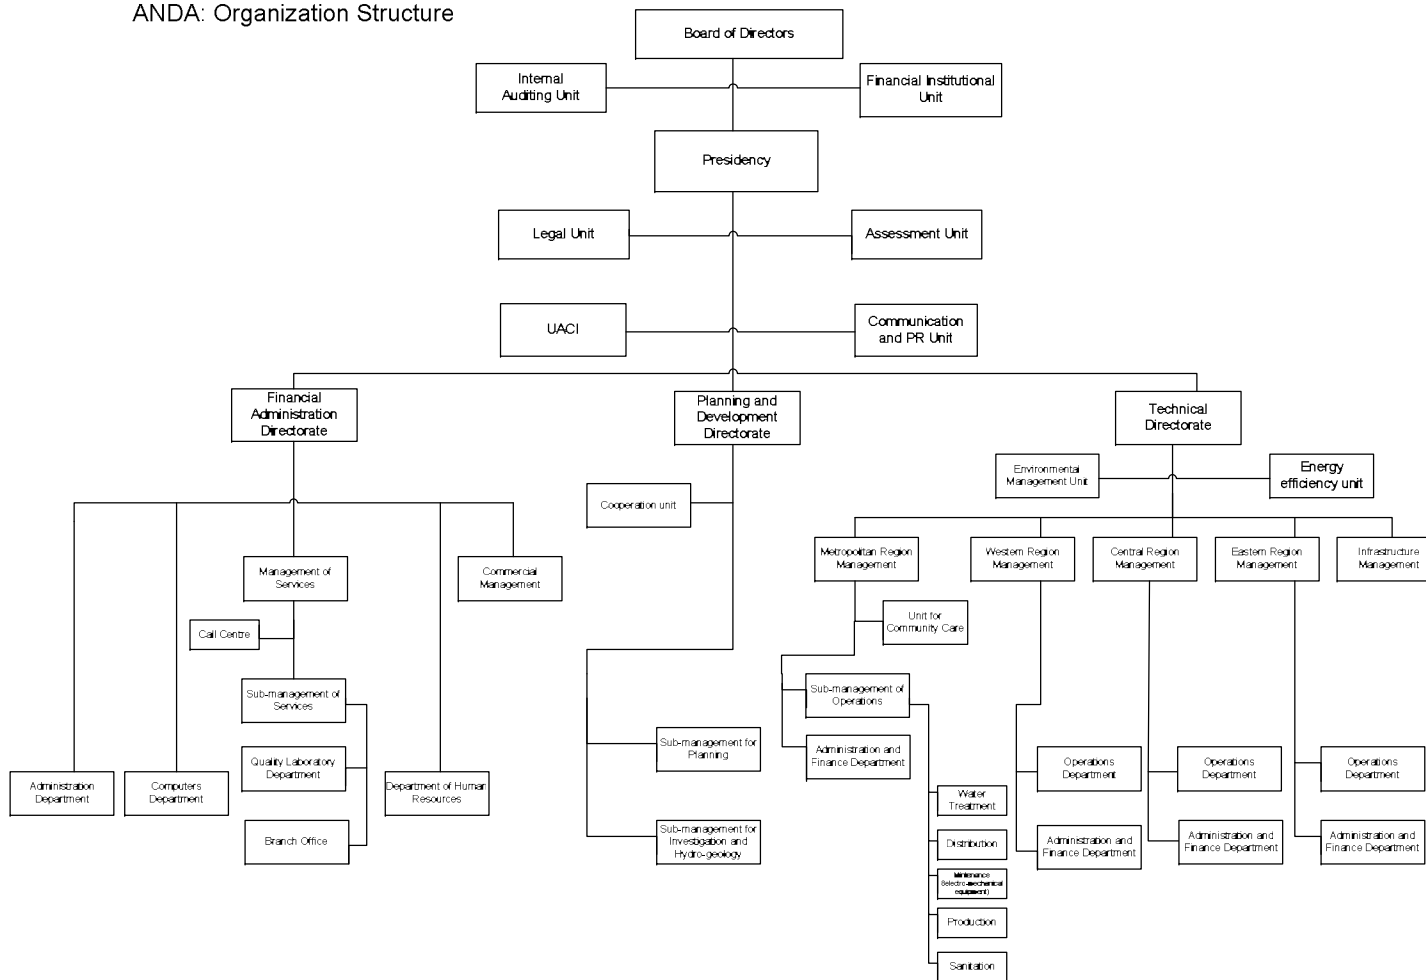 ANDA: Organization Structure
Board of Directors
Internal
Auditing Unit
Financial Institutional
Unit
Presidency
Legal Unit
Assessment Unit
UACI
Communication
and PR Unit
Financial
Administration
Directorate
Planning and
Development
Directorate
Technical
Directorate
Environmental
Management Unit
Energy
efficiency unit
Cooperation unit
Management of
Services
Commercial
Management
Metropolitan Region
Management
Western Region
Management
Central Region
Management
Eastern Region
Management
Infrastructure
Management
Call Centre
Unit for
Community Care
Sub-management of
Services
Sub-management of
Operations
Quality Laboratory
Department
Sub-management for
Planning
Administration and
Finance Department
Operations
Department
Operations
Department
Operations
Department
Administration
Department
Computers
Department
Department of Human
Resources
Water
Treatment
Branch Office
Sub-management for
Investigation and
Hydro-geology
Distribution
Administration and
Finance Department
Administration and
Finance Department
Administration and
Finance Department
(electro-mechanical
equipment)
Production
Sanitation